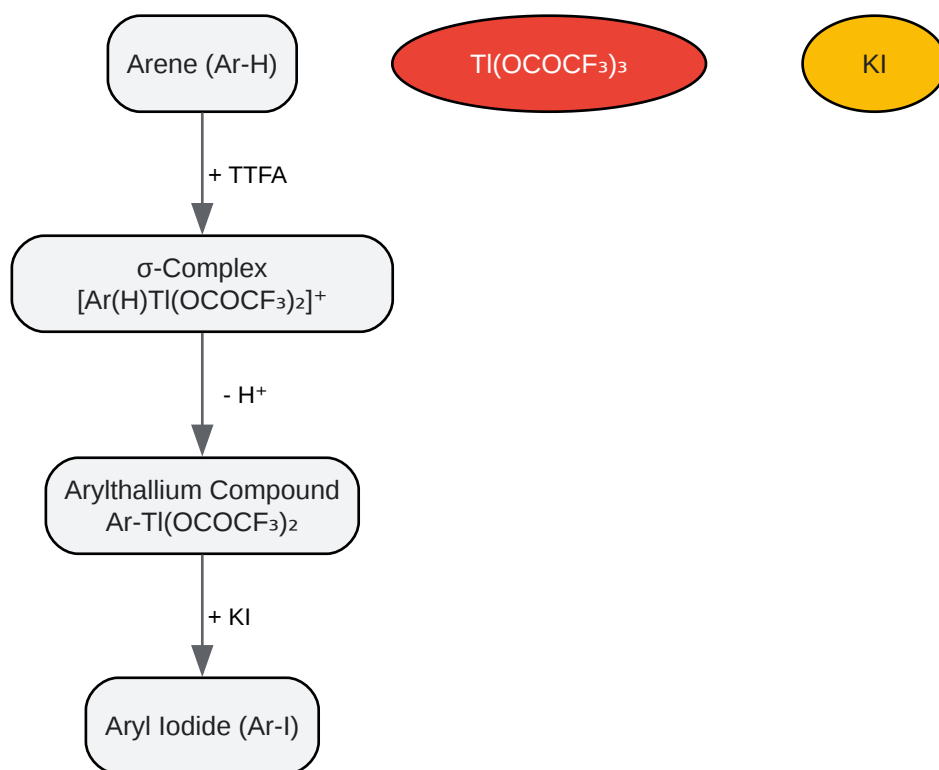 Arene (Ar-H)
Tl(OCOCF₃)₃
KI
+ TTFA
σ-Complex
[Ar(H)Tl(OCOCF₃)₂]⁺
- H⁺
Arylthallium Compound
Ar-Tl(OCOCF₃)₂
+ KI
Aryl Iodide (Ar-I)